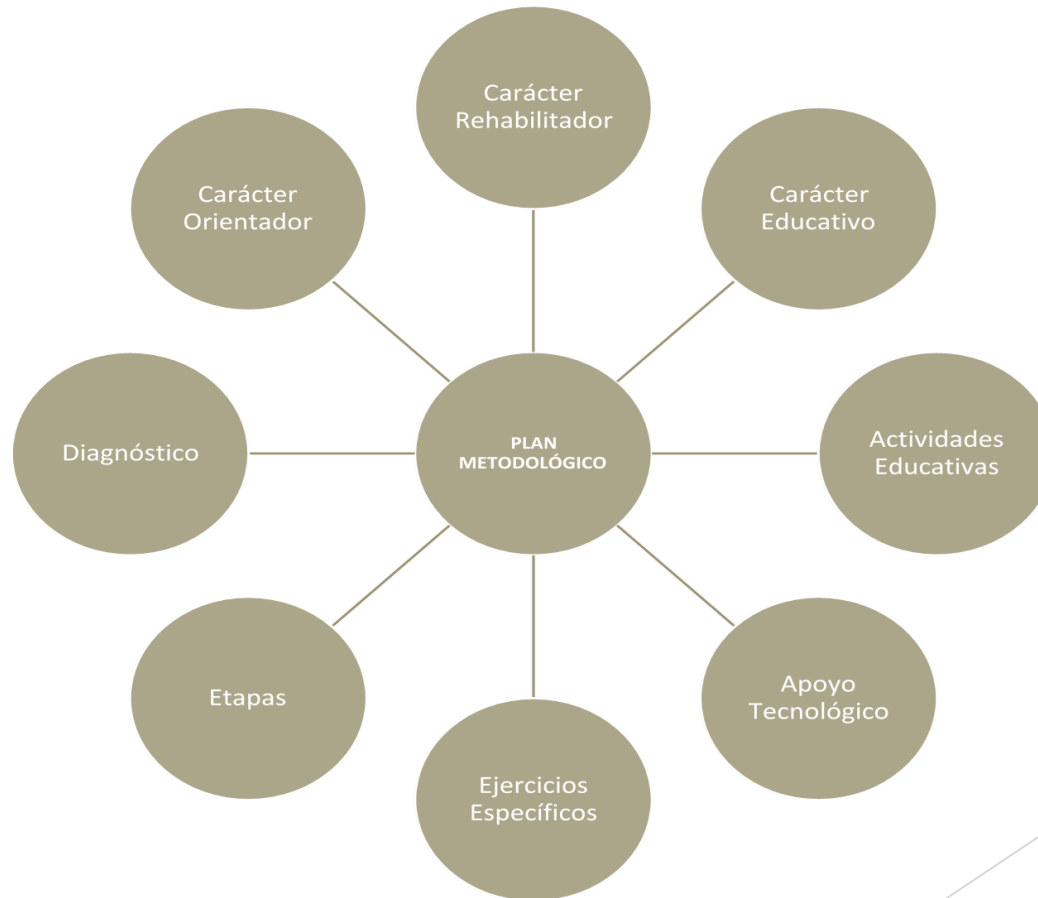 Carácter
Rehabilitador
Carácter
Educativo
Actividades
Educativas
Apoyo
Tecnológico
Ejercicios
Específicos
Etapas
Diagnóstico
Carácter
Orientador
PLAN
METODOLÓGICO